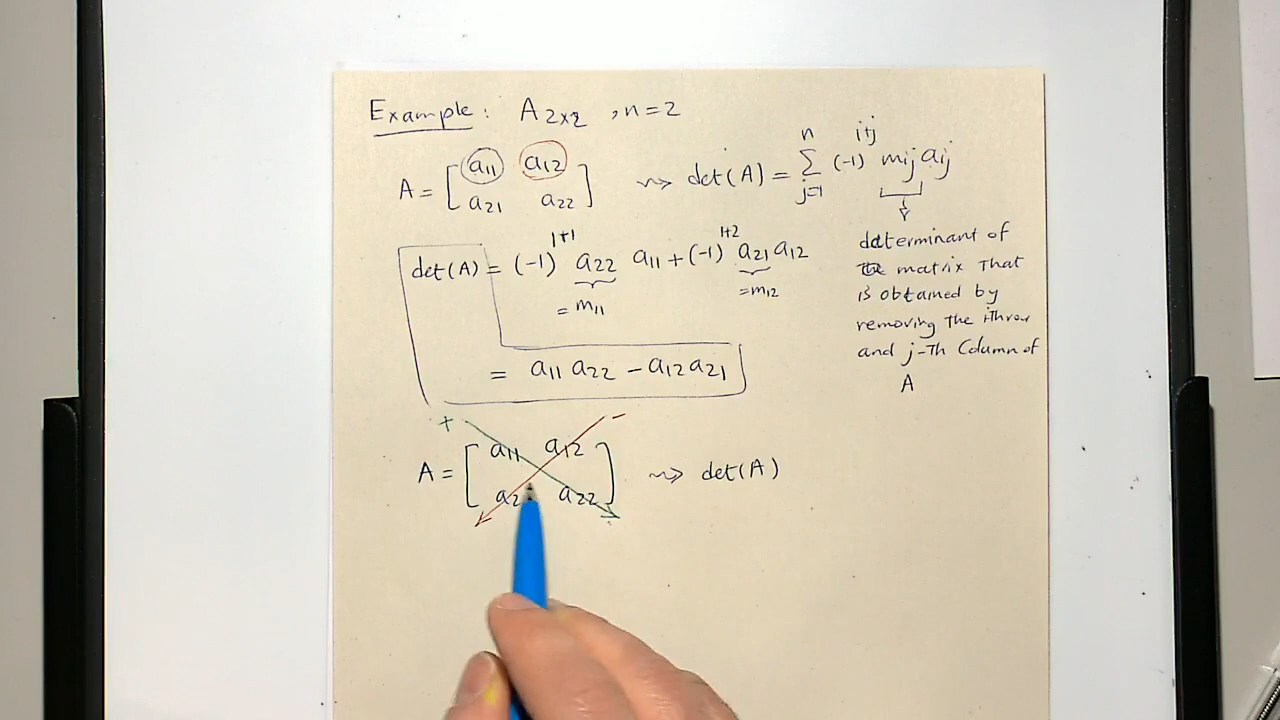 Example: A2x2 , n=2
A = [a11 a12
a21 a22] ⇝ det(A) = n∑j=1 (-1)^i+j mij aij
det(A) = (-1)^1+1 a22 a11 + (-1)^1+2 a21 a12
= m11 = m12
= a11 a22 - a12 a21
determinant of
the matrix that
is obtained by
removing the ith row
and j-th Column of
A
+ -
A = [a11 a12
a2 a22] ⇝ det(A)